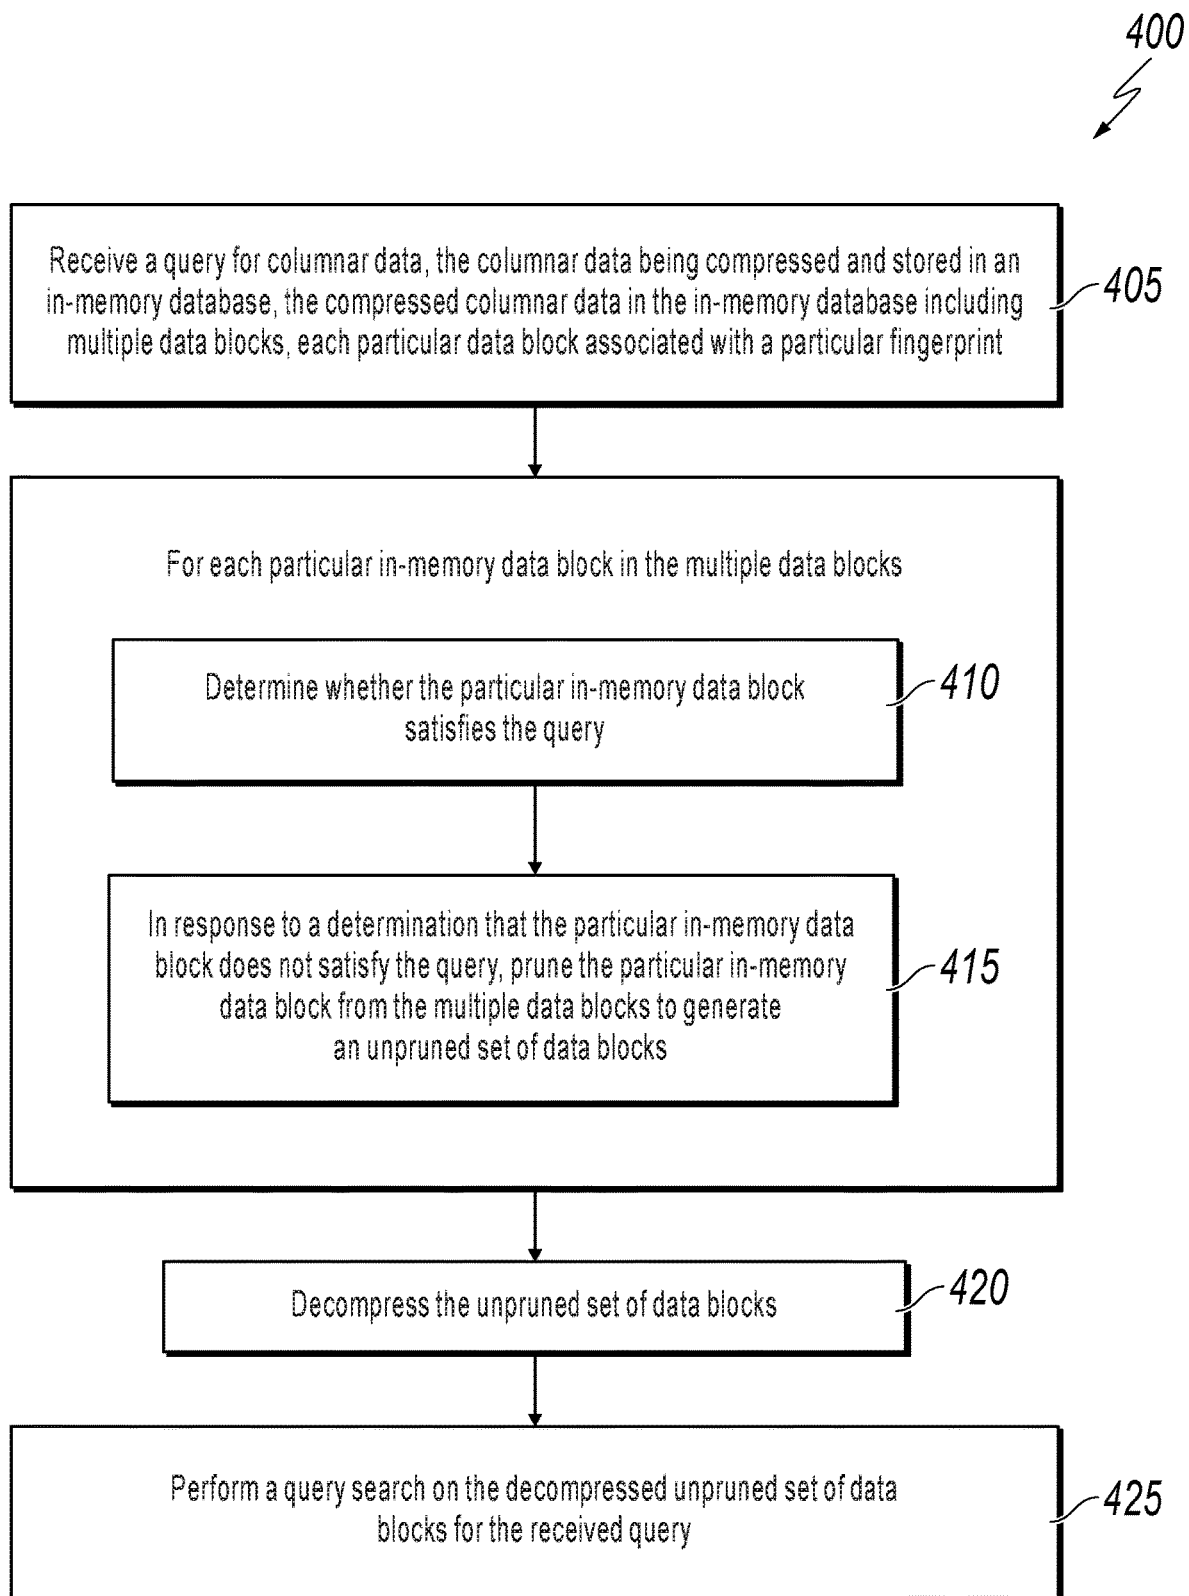 400
Receive a query for columnar data, the columnar data being compressed and stored in an
in-memory database, the compressed columnar data in the in-memory database including
multiple data blocks, each particular data block associated with a particular fingerprint
405
For each particular in-memory data block in the multiple data blocks
Determine whether the particular in-memory data block
satisfies the query
410
In response to a determination that the particular in-memory data
block does not satisfy the query, prune the particular in-memory
data block from the multiple data blocks to generate
an unpruned set of data blocks
415
Decompress the unpruned set of data blocks
420
Perform a query search on the decompressed unpruned set of data
blocks for the received query
425